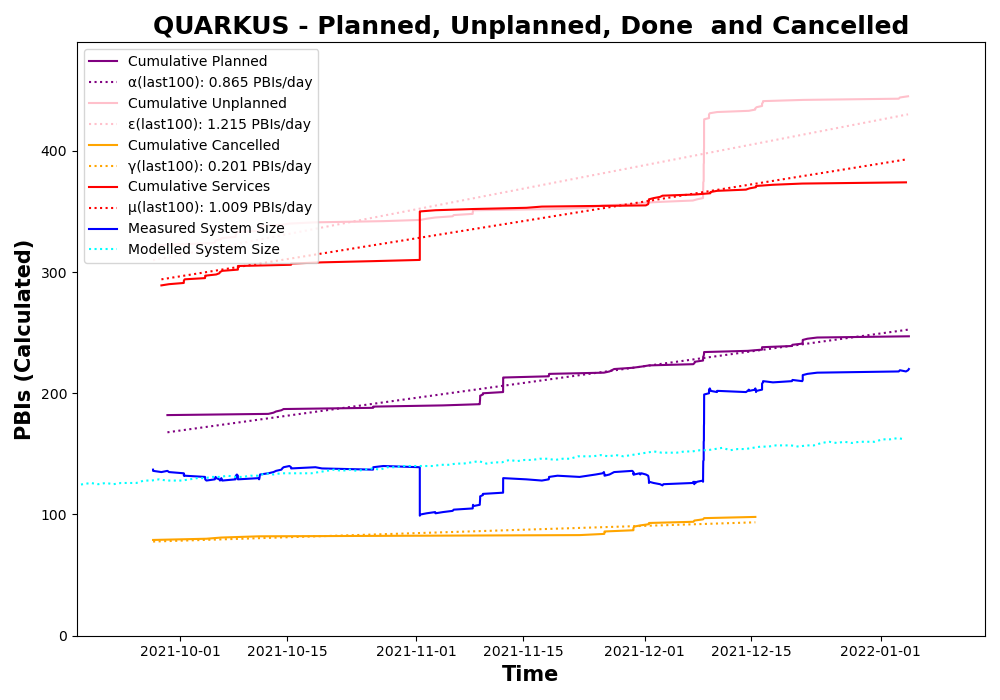 QUARKUS - Planned, Unplanned, Done  and Cancelled
Cumulative Planned
α(last100): 0.865 PBIs/day
Cumulative Unplanned
ε(last100): 1.215 PBIs/day
Cumulative Cancelled
γ(last100): 0.201 PBIs/day
Cumulative Services
μ(last100): 1.009 PBIs/day
Measured System Size
Modelled System Size
PBIs (Calculated)
400
300
200
100
0
2021-10-01 2021-10-15 2021-11-01 2021-11-15 2021-12-01 2021-12-15 2022-01-01
Time